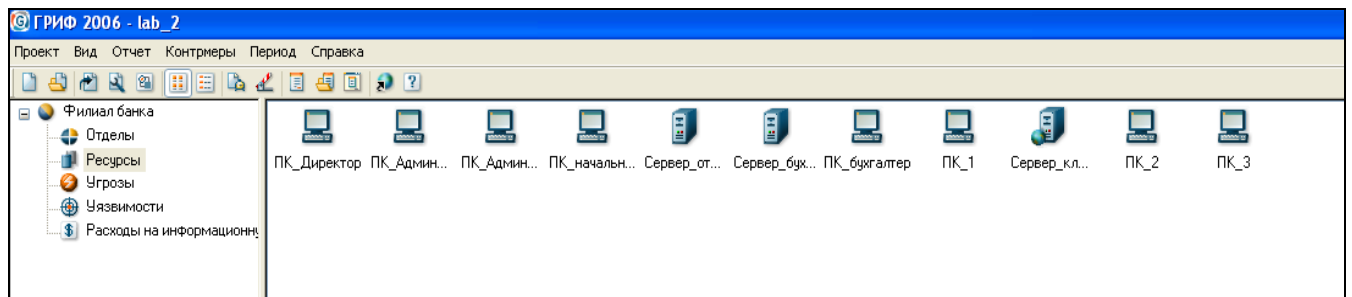 ГРИФ 2006 - lab_2
Проект Вид Отчет Контрмеры Период Справка
Филиал банка
Отделы
Ресурсы
Угрозы
Уязвимости
Расходы на информационну
ПК_Директор ПК_Админ... ПК_Админ... ПК_начальн... Сервер_от... Сервер_бух... ПК_бухгалтер ПК_1 Сервер_кл... ПК_2 ПК_3